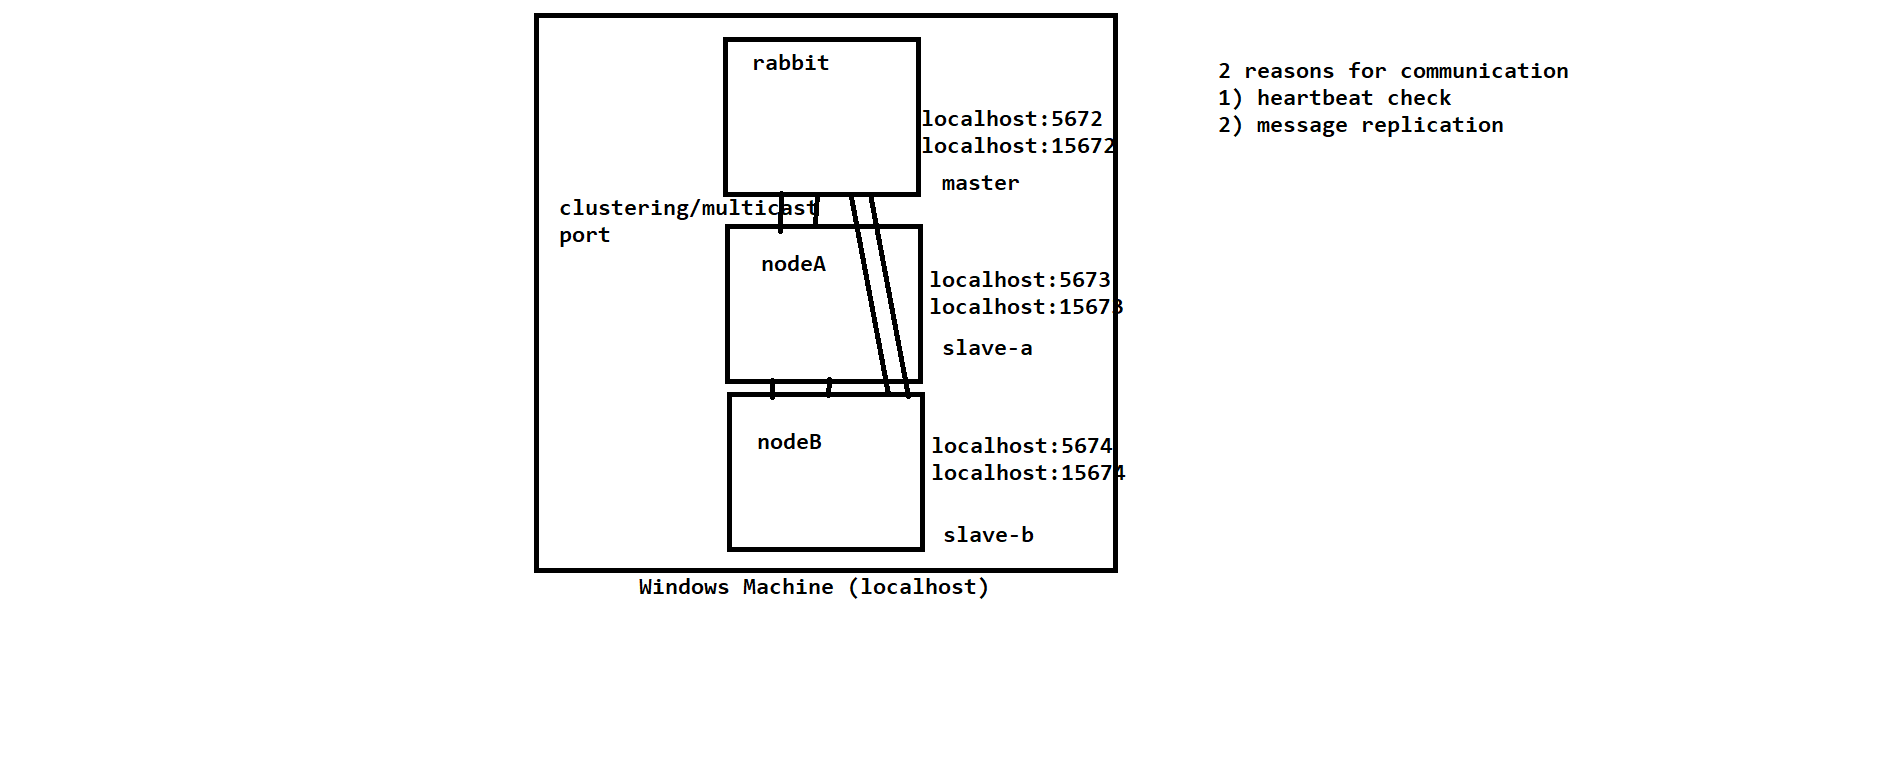 rabbit
2 reasons for communication
1) heartbeat check
2) message replication
localhost:5672
localhost:15672
master
clustering/multicast
port
nodeA
localhost:5673
localhost:15673
slave-a
nodeB
localhost:5674
localhost:15674
slave-b
Windows Machine (localhost)